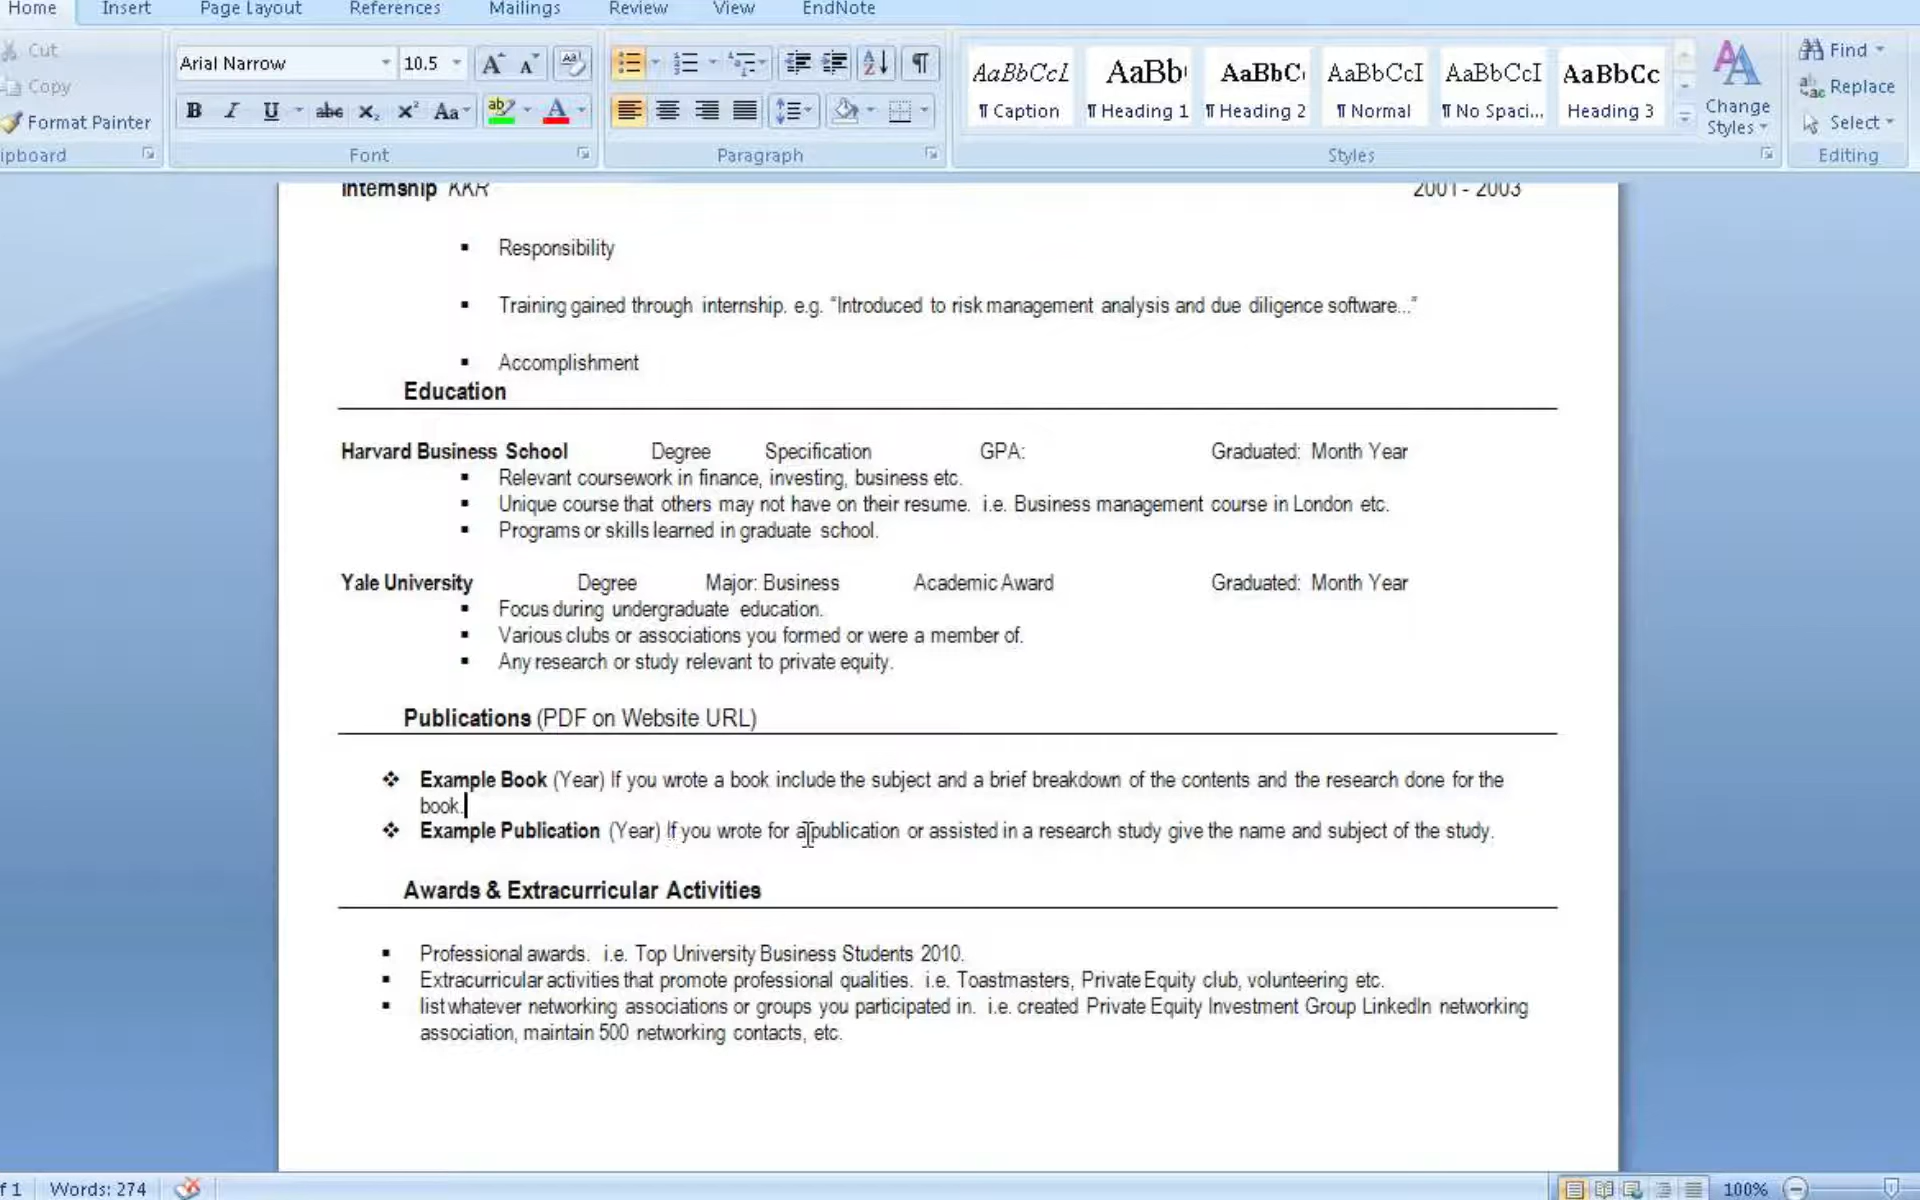 Home Insert Page Layout References Mailings Review View EndNote
Cut
Copy
Format Painter
ipboard
Arial Narrow 10.5
Font
Paragraph
AaBbCcI AaBb AaBbC AaBbCcI AaBbCcI AaBbCc
¶ Caption ¶ Heading 1 ¶ Heading 2 ¶ Normal ¶ No Spaci... Heading 3
Change
Styles
Styles
Find
Replace
Select
Editing
Internship KKR 2001 - 2003
▪ Responsibility
▪ Training gained through internship. e.g. "Introduced to risk management analysis and due diligence software..."
▪ Accomplishment
Education
Harvard Business School Degree Specification GPA: Graduated: Month Year
▪ Relevant coursework in finance, investing, business etc.
▪ Unique course that others may not have on their resume. i.e. Business management course in London etc.
▪ Programs or skills learned in graduate school.
Yale University Degree Major: Business Academic Award Graduated: Month Year
▪ Focus during undergraduate education.
▪ Various clubs or associations you formed or were a member of.
▪ Any research or study relevant to private equity.
Publications (PDF on Website URL)
❖ Example Book (Year) If you wrote a book include the subject and a brief breakdown of the contents and the research done for the
book.
❖ Example Publication (Year) If you wrote for a publication or assisted in a research study give the name and subject of the study.
Awards & Extracurricular Activities
▪ Professional awards. i.e. Top University Business Students 2010.
▪ Extracurricular activities that promote professional qualities. i.e. Toastmasters, Private Equity club, volunteering etc.
▪ list whatever networking associations or groups you participated in. i.e. created Private Equity Investment Group LinkedIn networking
association, maintain 500 networking contacts, etc.
f 1 Words: 274 100%